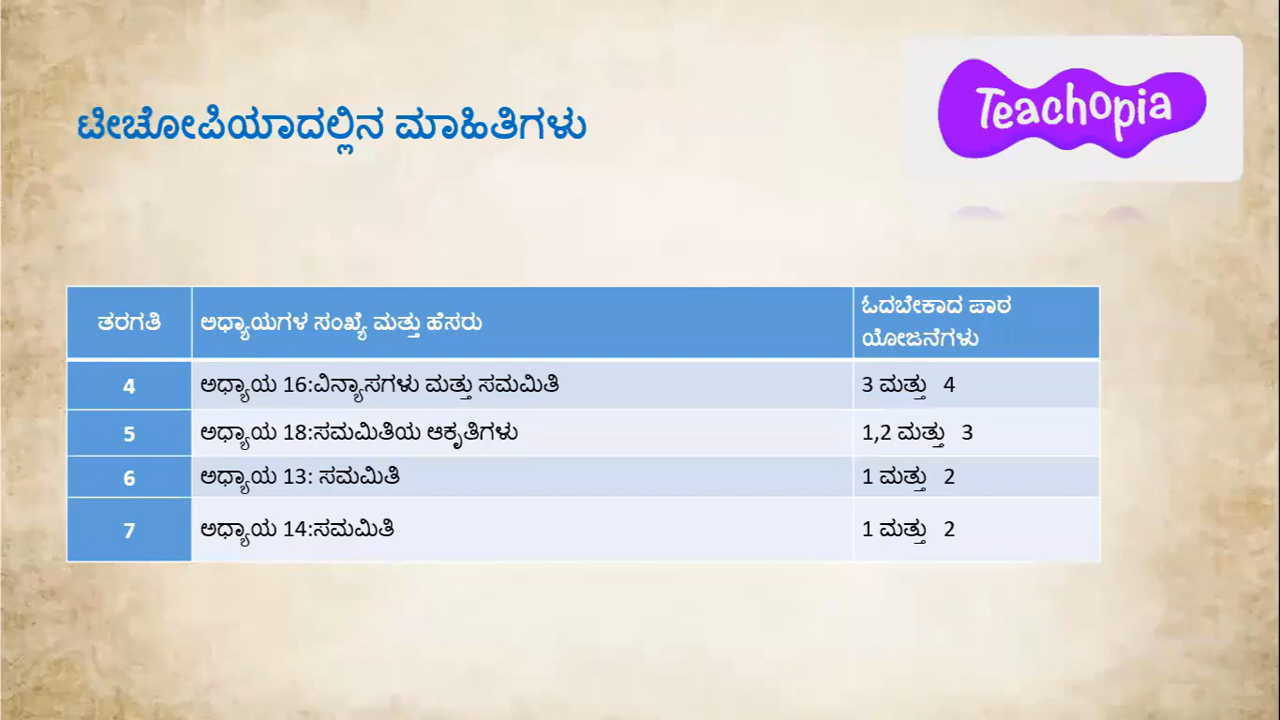 Teachopia
ಟೀಚೋಪಿಯಾದಲ್ಲಿನ ಮಾಹಿತಿಗಳು
ತರಗತಿ ಅಧ್ಯಾಯಗಳ ಸಂಖ್ಯೆ ಮತ್ತು ಹೆಸರು ಓದಬೇಕಾದ ಪಾಠ
ಯೋಜನೆಗಳು
4 ಅಧ್ಯಾಯ 16:ವಿನ್ಯಾಸಗಳು ಮತ್ತು ಸಮಮಿತಿ 3 ಮತ್ತು 4
5 ಅಧ್ಯಾಯ 18:ಸಮಮಿತಿಯ ಆಕೃತಿಗಳು 1,2 ಮತ್ತು 3
6 ಅಧ್ಯಾಯ 13: ಸಮಮಿತಿ 1 ಮತ್ತು 2
7 ಅಧ್ಯಾಯ 14:ಸಮಮಿತಿ 1 ಮತ್ತು 2